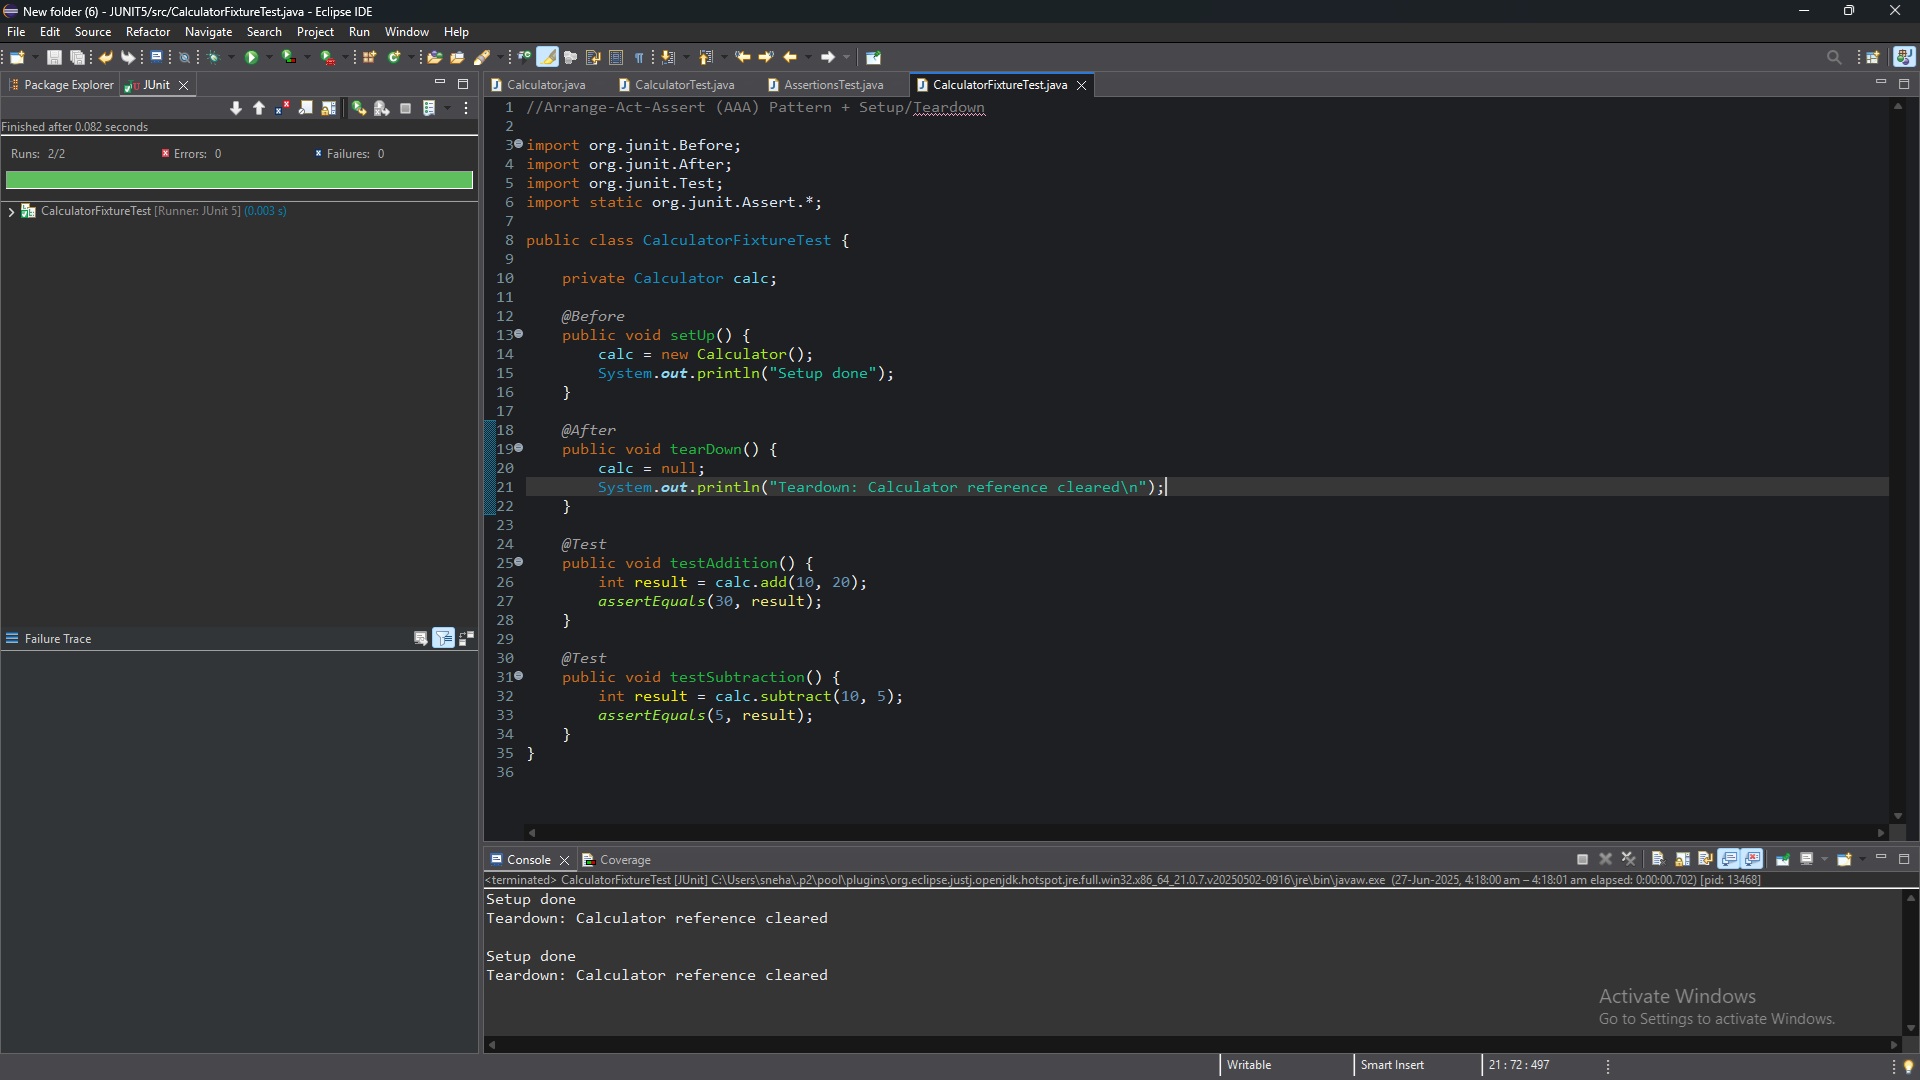 New folder (6) - JUNIT5/src/CalculatorFixtureTest.java - Eclipse IDE
File Edit Source Refactor Navigate Search Project Run Window Help
Package Explorer JUnit
Finished after 0.082 seconds
Runs: 2/2 Errors: 0 Failures: 0
CalculatorFixtureTest [Runner: JUnit 5] (0.003 s)
Failure Trace
Calculator.java CalculatorTest.java AssertionsTest.java CalculatorFixtureTest.java
1 //Arrange-Act-Assert (AAA) Pattern + Setup/Teardown
2
3 import org.junit.Before;
4 import org.junit.After;
5 import org.junit.Test;
6 import static org.junit.Assert.*;
7
8 public class CalculatorFixtureTest {
9
10 private Calculator calc;
11
12 @Before
13 public void setUp() {
14 calc = new Calculator();
15 System.out.println("Setup done");
16 }
17
18 @After
19 public void tearDown() {
20 calc = null;
21 System.out.println("Teardown: Calculator reference cleared\n");
22 }
23
24 @Test
25 public void testAddition() {
26 int result = calc.add(10, 20);
27 assertEquals(30, result);
28 }
29
30 @Test
31 public void testSubtraction() {
32 int result = calc.subtract(10, 5);
33 assertEquals(5, result);
34 }
35 }
36
Console Coverage
<terminated> CalculatorFixtureTest [JUnit] C:\Users\sneha\.p2\pool\plugins\org.eclipse.justj.openjdk.hotspot.jre.full.win32.x86_64_21.0.7.v20250502-0916\jre\bin\javaw.exe (27-Jun-2025, 4:18:00 am – 4:18:01 am elapsed: 0:00:00.702) [pid: 13468]
Setup done
Teardown: Calculator reference cleared
Setup done
Teardown: Calculator reference cleared
Activate Windows
Go to Settings to activate Windows.
Writable Smart Insert 21 : 72 : 497